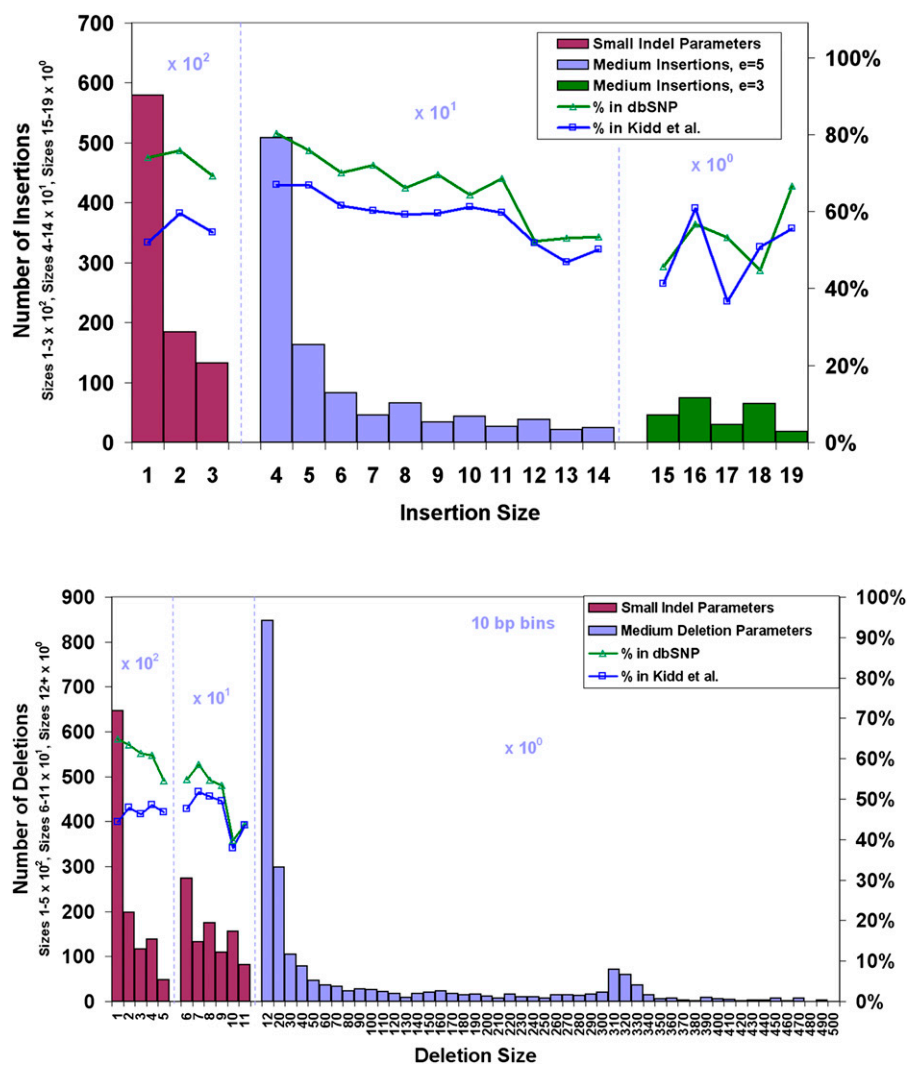 700
600
500
400
300
200
100
0
100%
80%
60%
40%
20%
0%
Number of Insertions
Sizes 1-3 x 10², Sizes 4-14 x 10¹, Sizes 15-19 x 10⁰
x 10²
x 10¹
x 10⁰
Small Indel Parameters
Medium Insertions, e=5
Medium Insertions, e=3
% in dbSNP
% in Kidd et al.
1 2 3 4 5 6 7 8 9 10 11 12 13 14 15 16 17 18 19
Insertion Size
900
800
700
600
500
400
300
200
100
0
100%
90%
80%
70%
60%
50%
40%
30%
20%
10%
0%
Number of Deletions
Sizes 1-5 x 10², Sizes 6-11 x 10¹, Sizes 12+ x 10⁰
x 10²
x 10¹
10 bp bins
x 10⁰
Small Indel Parameters
Medium Deletion Parameters
% in dbSNP
% in Kidd et al.
1 2 3 4 5 6 7 8 9 10 11 12 20 30 40 50 60 70 80 90 100 110 120 130 140 150 160 170 180 190 200 210 220 230 240 250 260 270 280 290 300 310 320 330 340 350 360 370 380 390 400 410 420 430 440 450 460 470 480 490 500
Deletion Size